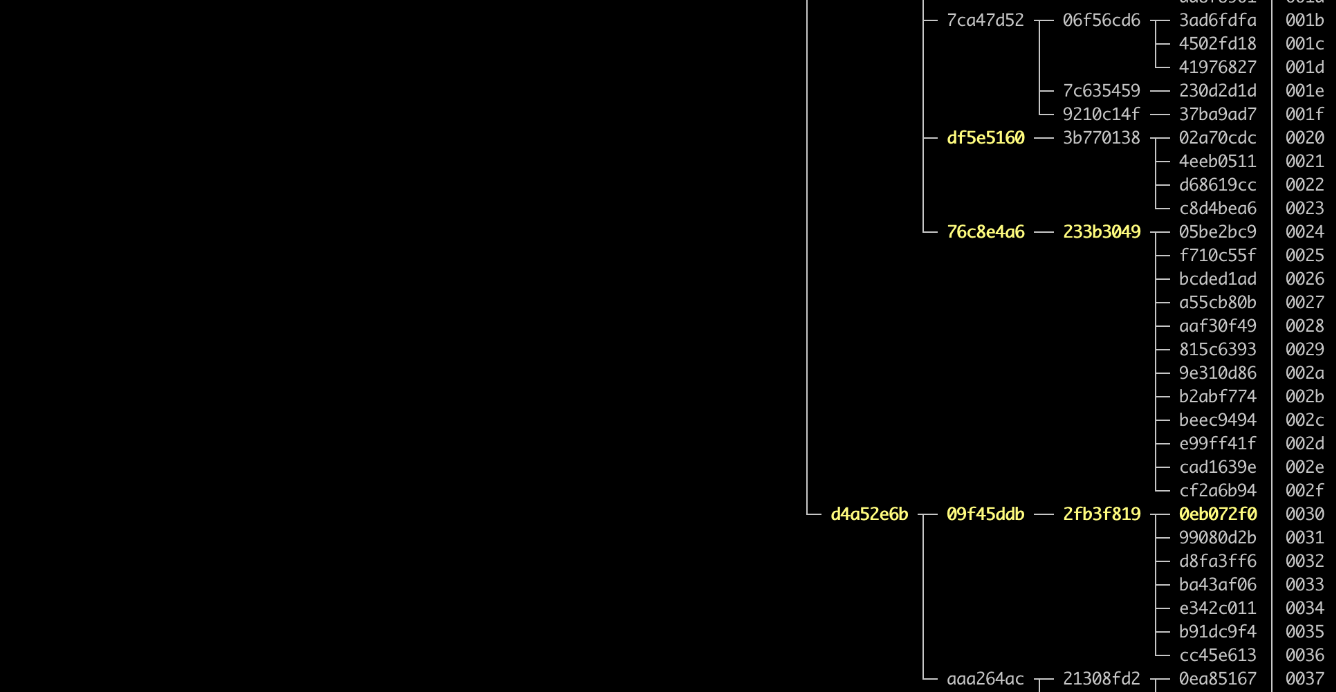 7ca47d52 06f56cd6 3ad6fdfa 001b
4502fd18 001c
41976827 001d
7c635459 230d2d1d 001e
9210c14f 37ba9ad7 001f
df5e5160 3b770138 02a70cdc 0020
4eeb0511 0021
d68619cc 0022
c8d4bea6 0023
76c8e4a6 233b3049 05be2bc9 0024
f710c55f 0025
bcded1ad 0026
a55cb80b 0027
aaf30f49 0028
815c6393 0029
9e310d86 002a
b2abf774 002b
beec9494 002c
e99ff41f 002d
cad1639e 002e
cf2a6b94 002f
d4a52e6b 09f45ddb 2fb3f819 0eb072f0 0030
99080d2b 0031
d8fa3ff6 0032
ba43af06 0033
e342c011 0034
b91dc9f4 0035
cc45e613 0036
aaa264ac 21308fd2 0ea85167 0037